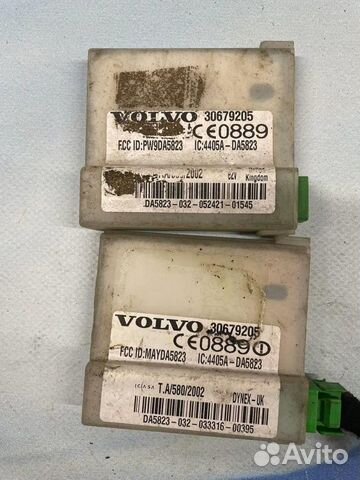 VOLVO 30679205
CE0889
FCC ID:PW9DA5823 IC:4405A-DA5823
/2002 Kingdom
DA5823-032-052421-01545
VOLVO 30679205
CE0889
FCC ID:MAYDA5823 IC:4405A-DA5823
ICASA T.A/580/2002 DYNEX-UK
DA5823-032-033316-00395
Avito